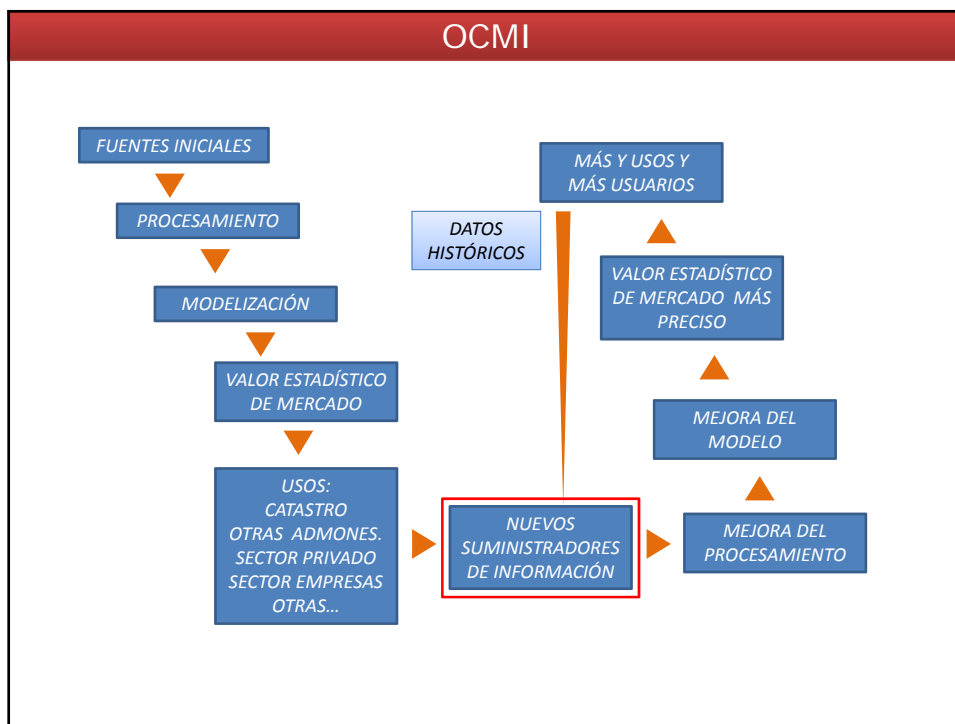 OCMI
FUENTES INICIALES
PROCESAMIENTO
MODELIZACIÓN
VALOR ESTADÍSTICO
DE MERCADO
USOS:
CATASTRO
OTRAS ADMONES.
SECTOR PRIVADO
SECTOR EMPRESAS
OTRAS...
NUEVOS
SUMINISTRADORES
DE INFORMACIÓN
MEJORA DEL
PROCESAMIENTO
MEJORA DEL
MODELO
VALOR ESTADÍSTICO
DE MERCADO MÁS
PRECISO
MÁS Y USOS Y
MÁS USUARIOS
DATOS
HISTÓRICOS